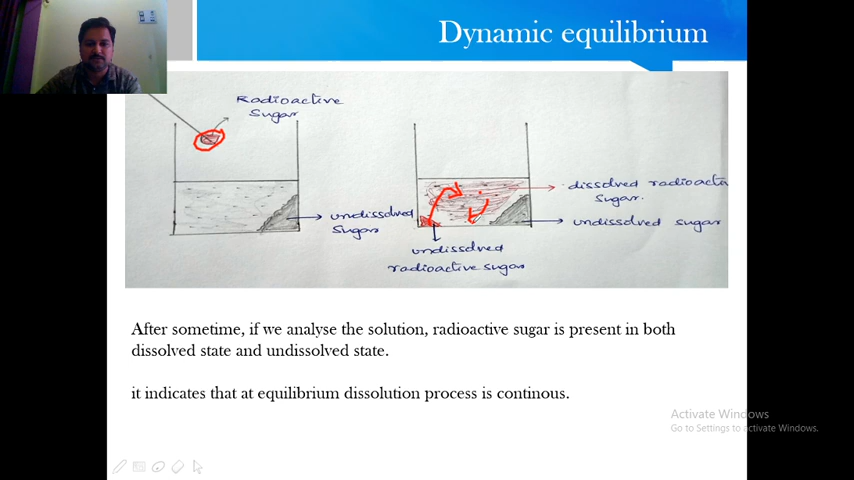 Dynamic equilibrium
Radioactive
Sugar
undissolved
Sugar
dissolved radioacti
Sugar.
undissolved sugar
undissolved
radioactive sugar
After sometime, if we analyse the solution, radioactive sugar is present in both
dissolved state and undissolved state.
it indicates that at equilibrium dissolution process is continous.
Activate Windows
Go to Settings to activate Windows.